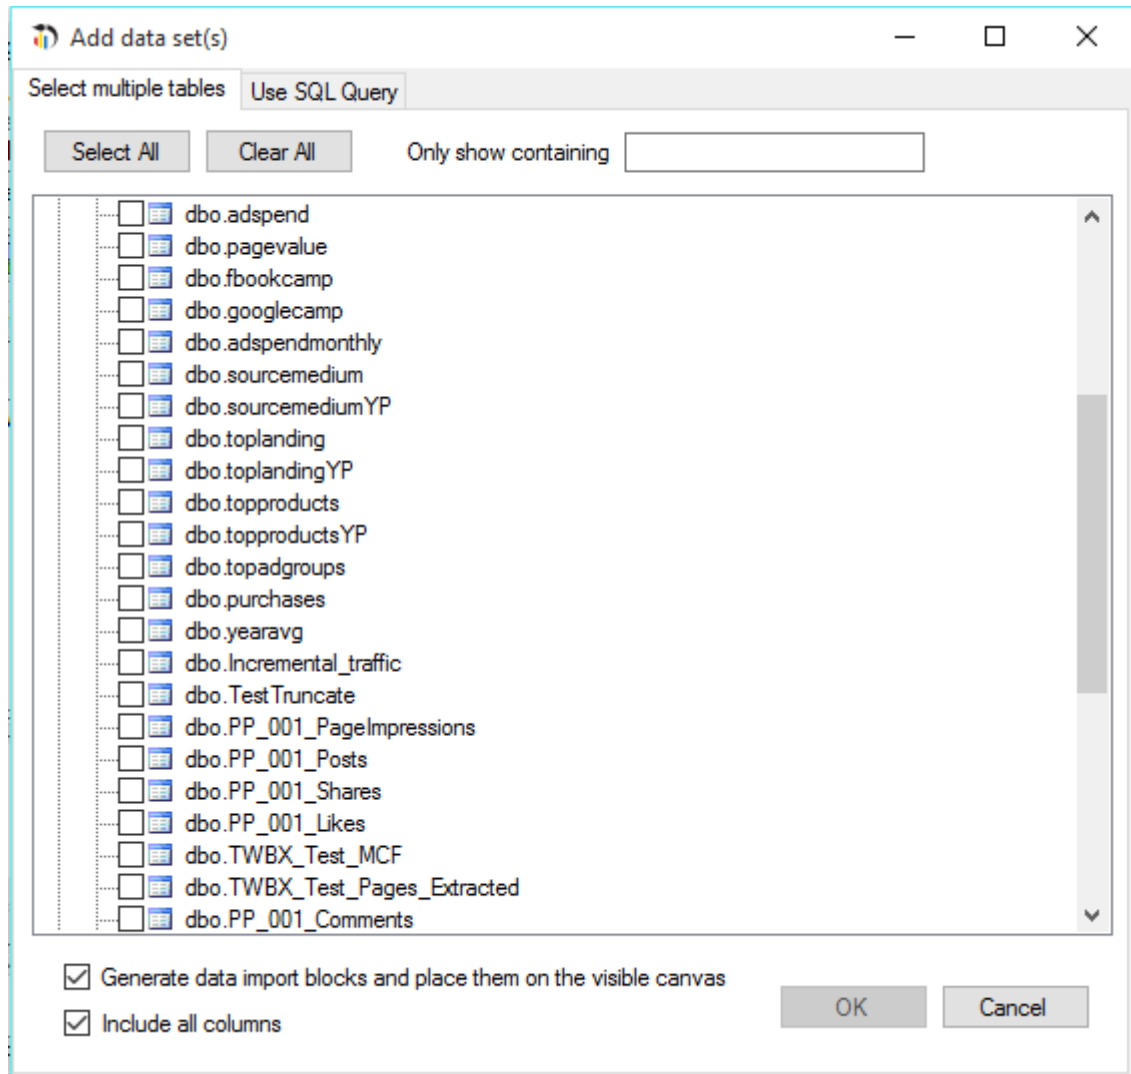 Add data set(s)
Select multiple tables Use SQL Query
Select All Clear All Only show containing
dbo.adspend
dbo.pagevalue
dbo.fbookcamp
dbo.googlecamp
dbo.adspendmonthly
dbo.sourcemedium
dbo.sourcemediumYP
dbo.toplanding
dbo.toplandingYP
dbo.topproducts
dbo.topproductsYP
dbo.topadgroups
dbo.purchases
dbo.yearavg
dbo.Incremental_traffic
dbo.TestTruncate
dbo.PP_001_PageImpressions
dbo.PP_001_Posts
dbo.PP_001_Shares
dbo.PP_001_Likes
dbo.TWBX_Test_MCF
dbo.TWBX_Test_Pages_Extracted
dbo.PP_001_Comments
Generate data import blocks and place them on the visible canvas
Include all columns
OK Cancel